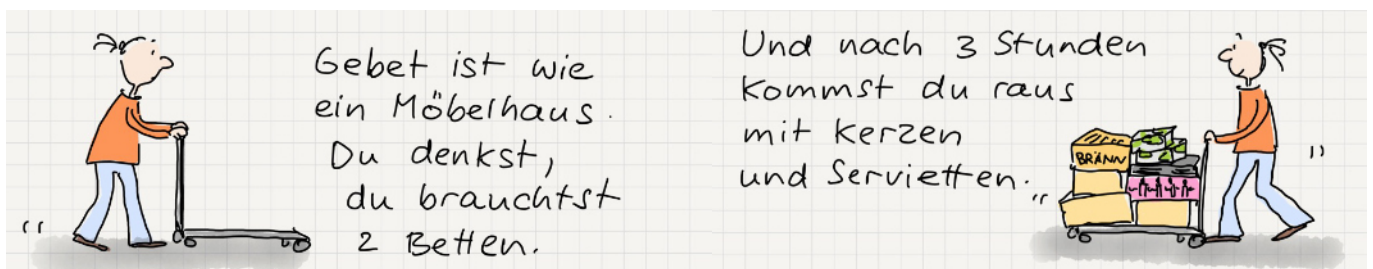 Gebet ist wie
ein Möbelhaus.
Du denkst,
du brauchtst
2 Betten.
Und nach 3 Stunden
kommst du raus
mit Kerzen
und Servietten.
BRÄNN